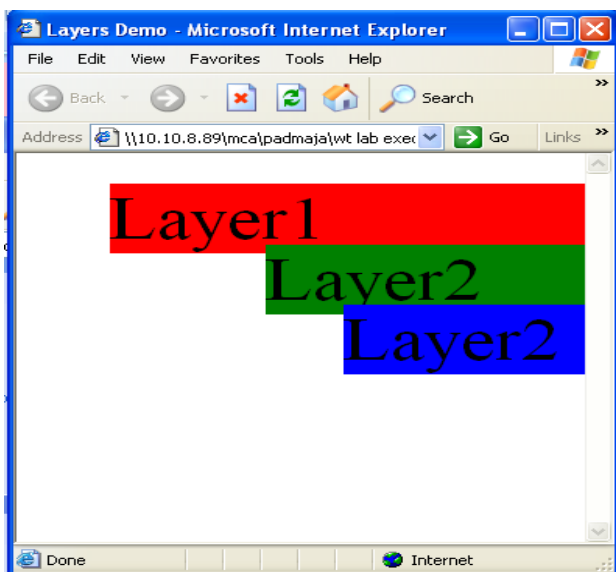 Layers Demo - Microsoft Internet Explorer
File Edit View Favorites Tools Help
Back Search »
Address \\10.10.8.89\mca\padmaja\wt lab exer Go Links »
Layer1
Layer2
Layer2
Done Internet